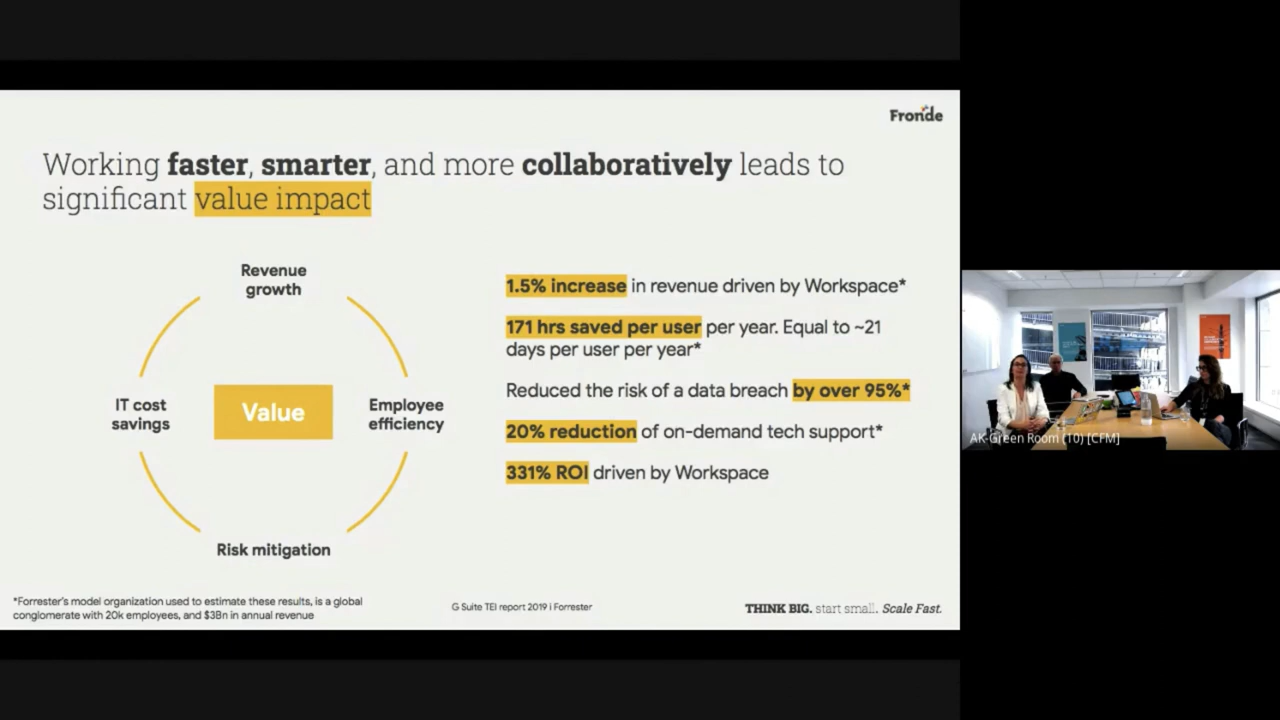 Fronde
Working faster, smarter, and more collaboratively leads to
significant value impact
Revenue
growth
IT cost
savings
Value
Employee
efficiency
Risk mitigation
1.5% increase in revenue driven by Workspace*
171 hrs saved per user per year. Equal to ~21
days per user per year*
Reduced the risk of a data breach by over 95%*
20% reduction of on-demand tech support*
331% ROI driven by Workspace
*Forrester's model organization used to estimate these results, is a global
conglomerate with 20k employees, and $3Bn in annual revenue
G Suite TEI report 2019 | Forrester
THINK BIG. start small. Scale Fast.
AK-Green Room (10) [CFM]